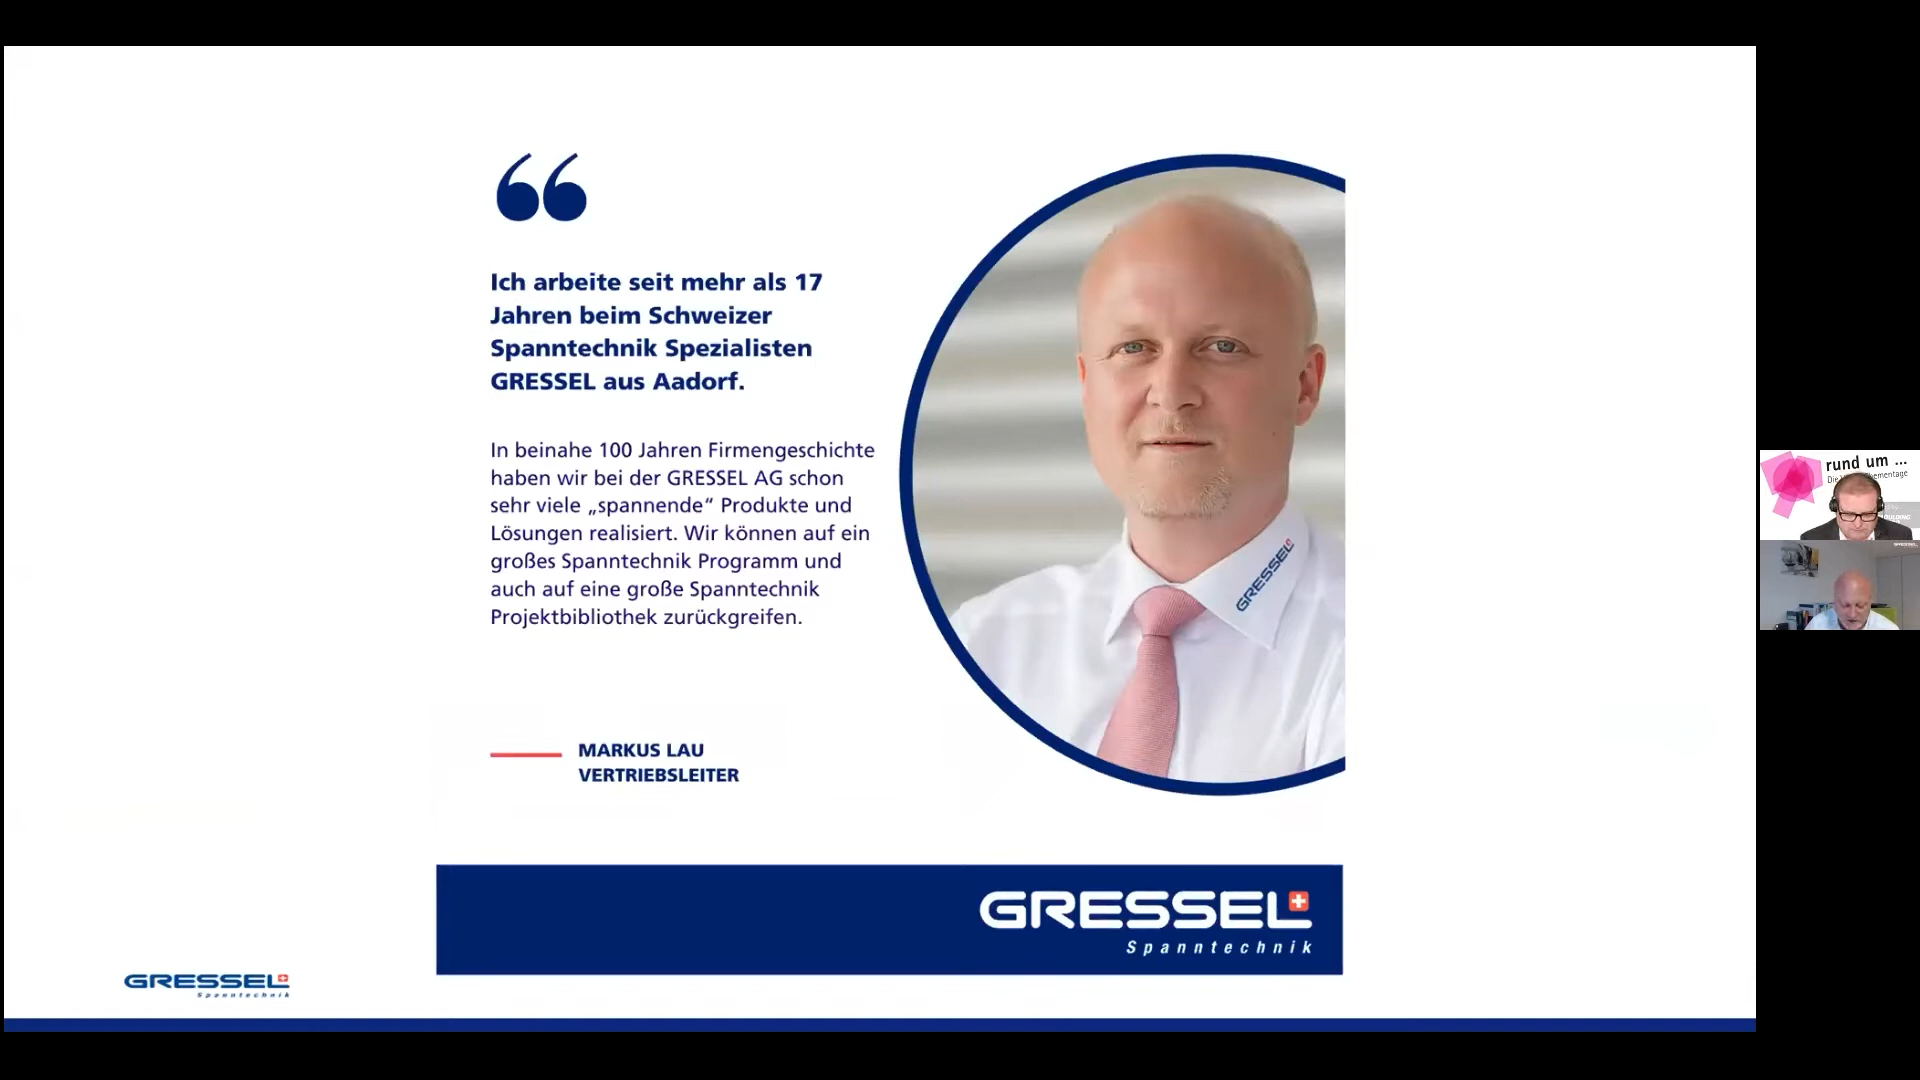 Ich arbeite seit mehr als 17
Jahren beim Schweizer
Spanntechnik Spezialisten
GRESSEL aus Aadorf.
In beinahe 100 Jahren Firmengeschichte
haben wir bei der GRESSEL AG schon
sehr viele „spannende“ Produkte und
Lösungen realisiert. Wir können auf ein
großes Spanntechnik Programm und
auch auf eine große Spanntechnik
Projektbibliothek zurückgreifen.
MARKUS LAU
VERTRIEBSLEITER
GRESSEL
GRESSEL
Spanntechnik
GRESSEL
Spanntechnik
rund um ...
Die
GRESSEL